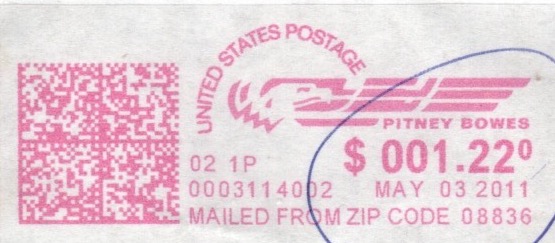 UNITED STATES POSTAGE
PITNEY BOWES
02 1P
$ 001.22⁰
0003114002
MAY 03 2011
MAILED FROM ZIP CODE 08836